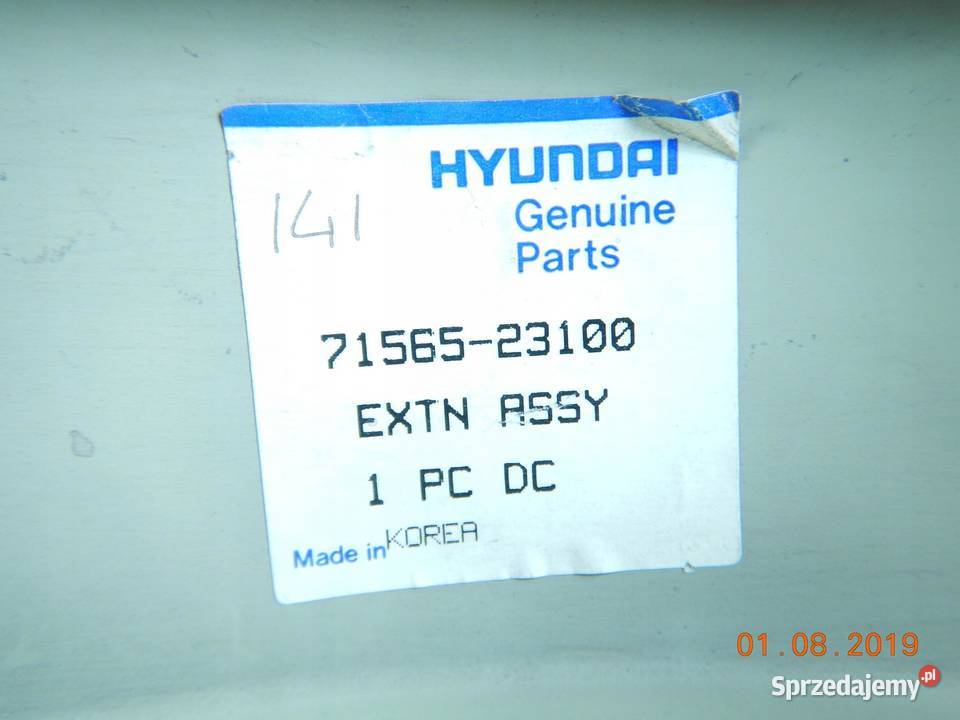 HYUNDAI
Genuine
Parts
141
71565-23100
EXTN ASSY
1 PC DC
Made in KOREA
01.08.2019
Sprzedajemy.pl